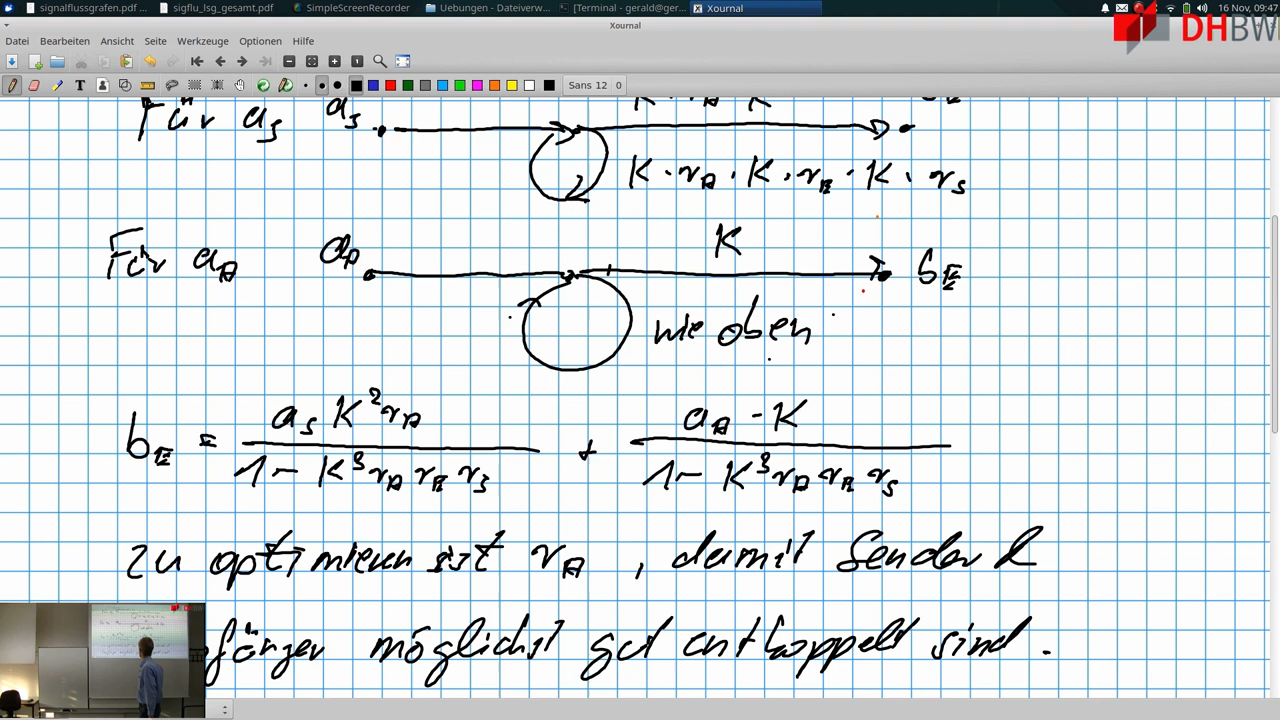 signalflussgrafen.pdf - sigflu_lsg_gesamt.pdf SimpleScreenRecorder Uebungen - Dateiverw... [Terminal - gerald@ger... Xournal 16 Nov, 09:47
Xournal
Datei Bearbeiten Ansicht Seite Werkzeuge Optionen Hilfe
DHBW
Sans 12 0
Für a_S a_S
K · r_A · K · r_E · K · r_S
Für a_A a_A K b_E
wie oben
b_E = a_S K² r_A / (1 - K³ r_A r_E r_S) + a_A · K / (1 - K³ r_A r_E r_S)
zu optimieren ist r_A , damit Sender &
möglichst gut entkoppelt sind .